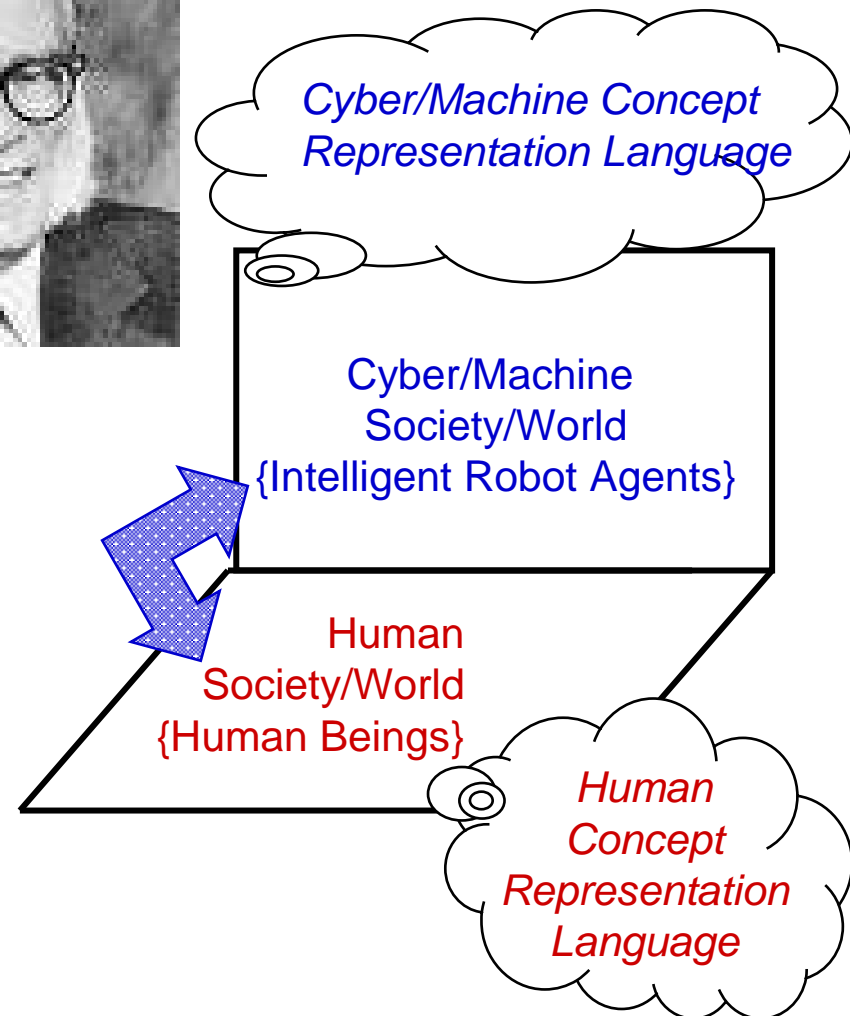 Cyber/Machine Concept
Representation Language
Cyber/Machine
Society/World
{Intelligent Robot Agents}
Human
Society/World
{Human Beings}
Human
Concept
Representation
Language